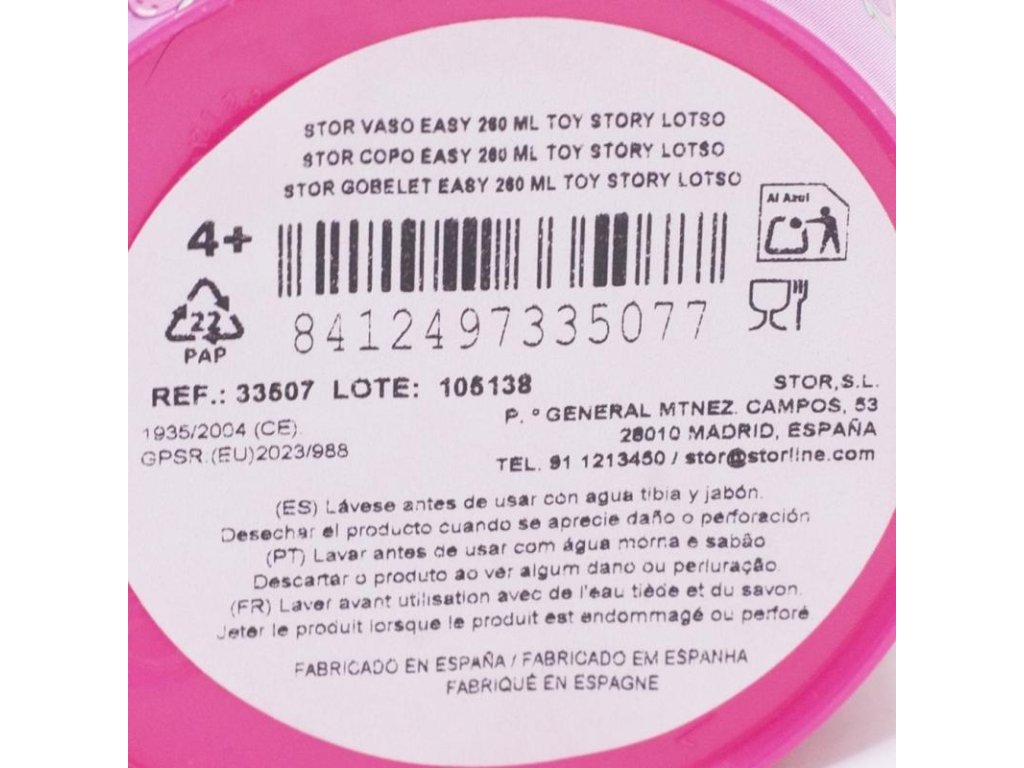 STOR VASO EASY 260 ML TOY STORY LOTSO
STOR COPO EASY 260 ML TOY STORY LOTSO
STOR GOBELET EASY 260 ML TOY STORY LOTSO
Al Azul
4+
22
PAP
8412497335077
REF.: 33507 LOTE: 105138
1935/2004 (CE).
GPSR.(EU)2023/988
STOR,S.L.
P. º GENERAL MTNEZ. CAMPOS, 53
28010 MADRID, ESPAÑA
TEL. 91 1213450 / stor@storline.com
(ES) Lávese antes de usar con agua tibia y jabón.
Desechar el producto cuando se aprecie daño o perforación
(PT) Lavar antes de usar com água morna e sabão
Descartar o produto ao ver algum dano ou perfuração.
(FR) Laver avant utilisation avec de l'eau tiède et du savon.
Jeter le produit lorsque le produit est endommagé ou perforé
FABRICADO EN ESPAÑA / FABRICADO EM ESPANHA
FABRIQUÉ EN ESPAGNE